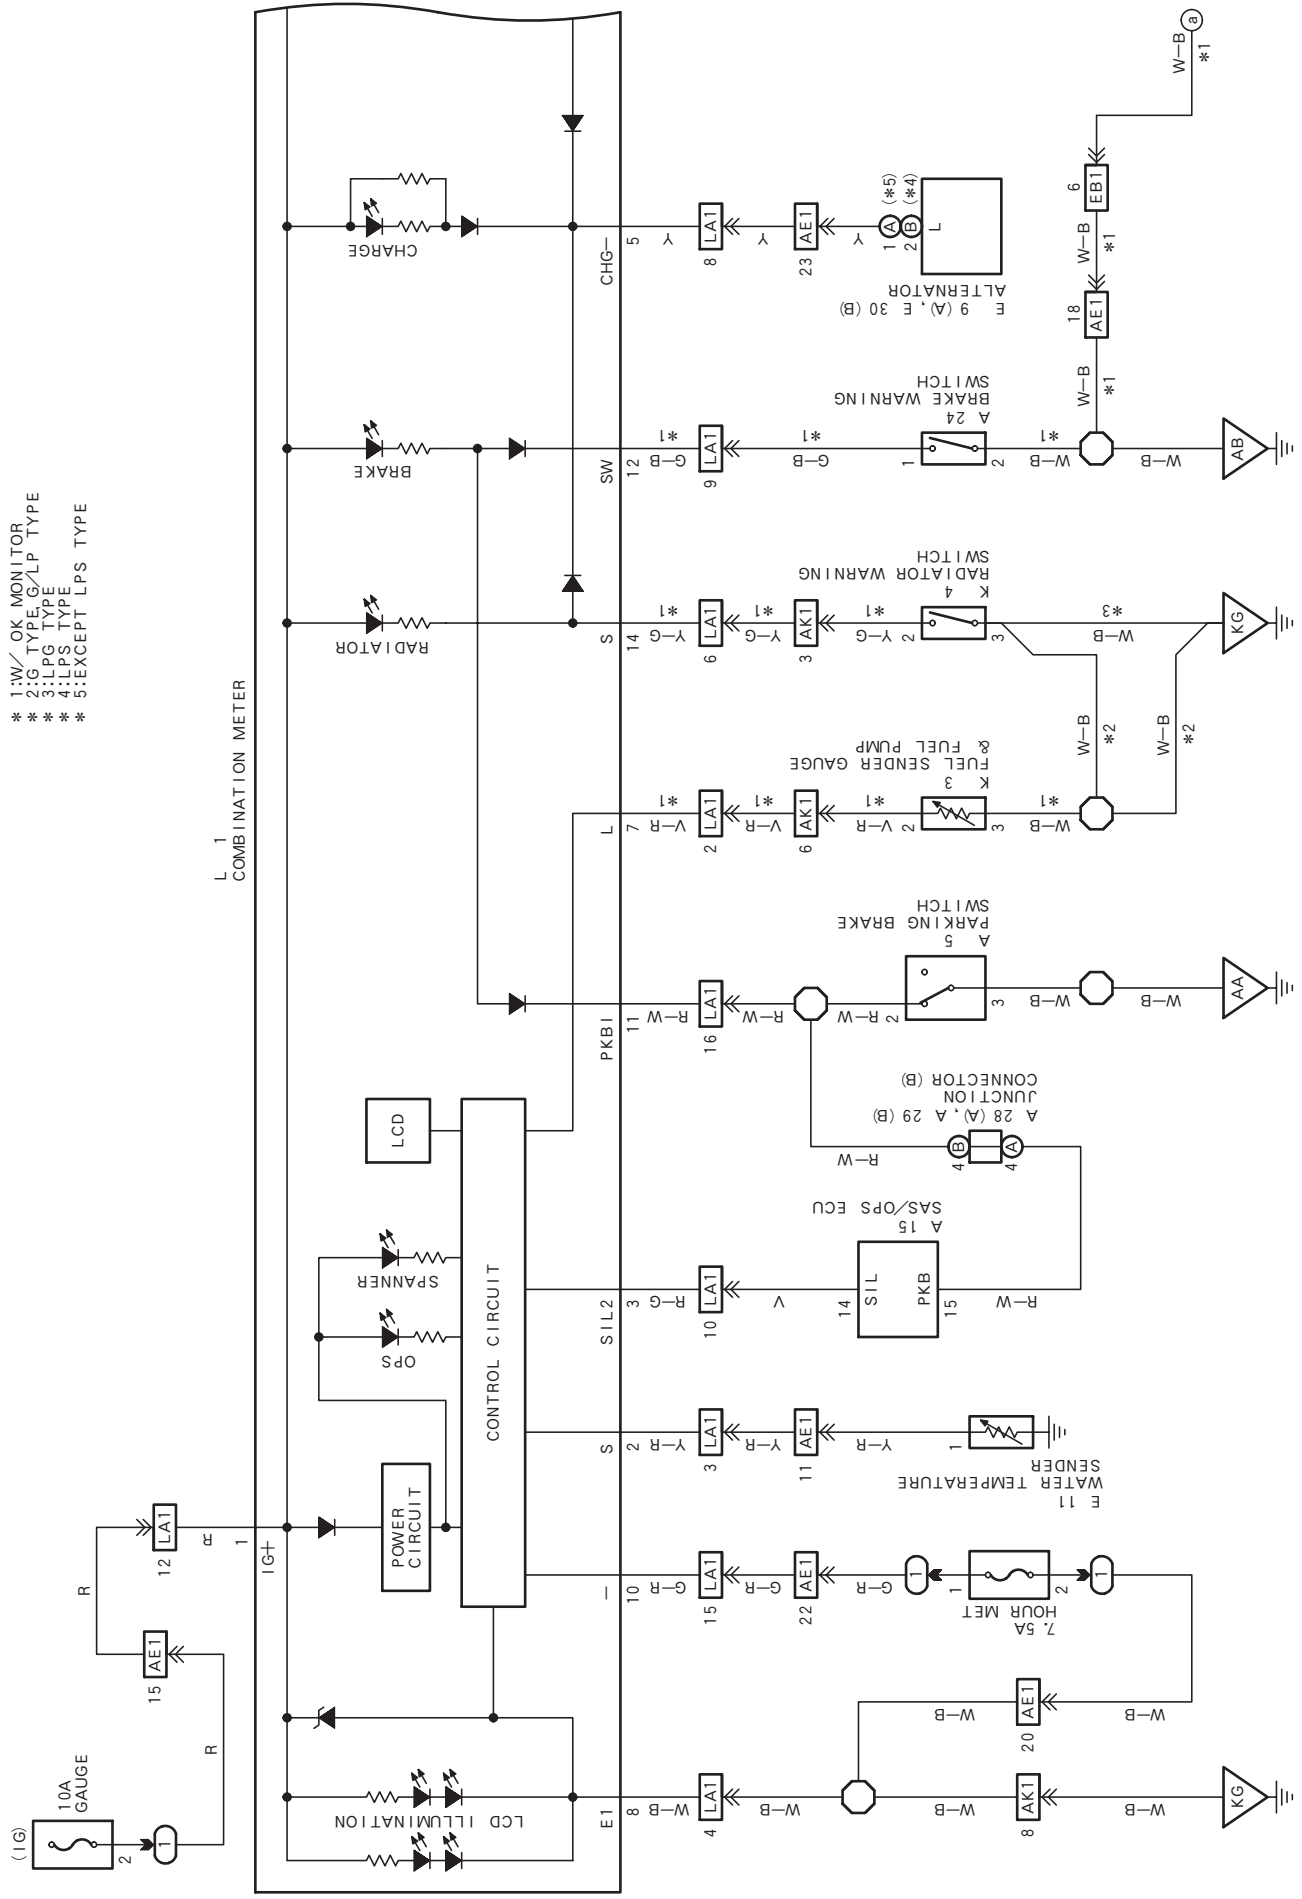 * 1:W/ OK MONITOR
* 2:G TYPE, G/LP TYPE
* 3:LPG TYPE
* 4:LPS TYPE
* 5:EXCEPT LPS TYPE
(IG)
10A
GAUGE
2
1
R
15
AE1
R
12
LA1
R
1
IG+
L 1
COMBINATION METER
LCD ILLUMINATION
POWER
CIRCUIT
CONTROL CIRCUIT
OPS
SPANNER
LCD
RADIATOR
BRAKE
CHARGE
E1
8
W-B
4
LA1
W-B
W-B
8
AK1
W-B
KG
-
10
G-R
15
LA1
G-R
22
AE1
G-R
1
1
7.5A
HOUR MET
2
1
W-B
20
AE1
W-B
S
2
Y-R
3
LA1
Y-R
11
AE1
Y-R
1
E 11
WATER TEMPERATURE
SENDER
SIL2
3
R-G
10
LA1
V
14
SIL
A 15
SAS/OPS ECU
PKB
15
R-W
A 28 (A), A 29 (B)
JUNCTION
CONNECTOR (B)
4
B
4
A
R-W
PKBI
11
R-W
16
LA1
R-W
R-W
2
A 5
PARKING BRAKE
SWITCH
3
W-B
W-B
AA
L
7
V-R
*1
2
LA1
V-R
*1
6
AK1
V-R
*1
2
K 3
FUEL SENDER GAUGE
& FUEL PUMP
3
W-B
*1
W-B
*2
W-B
*2
S
14
Y-G
*1
6
LA1
Y-G
*1
3
AK1
Y-G
*1
2
K 4
RADIATOR WARNING
SWITCH
3
W-B
*3
KG
SW
12
G-B
*1
9
LA1
G-B
*1
1
A 24
BRAKE WARNING
SWITCH
2
W-B
*1
W-B
AB
W-B
*1
18
AE1
W-B
*1
6
EB1
W-B
*1
a
CHG-
5
Y
8
LA1
Y
23
AE1
Y
1
A
(*5)
2
B
(*4)
L
E 9 (A), E 30 (B)
ALTERNATOR